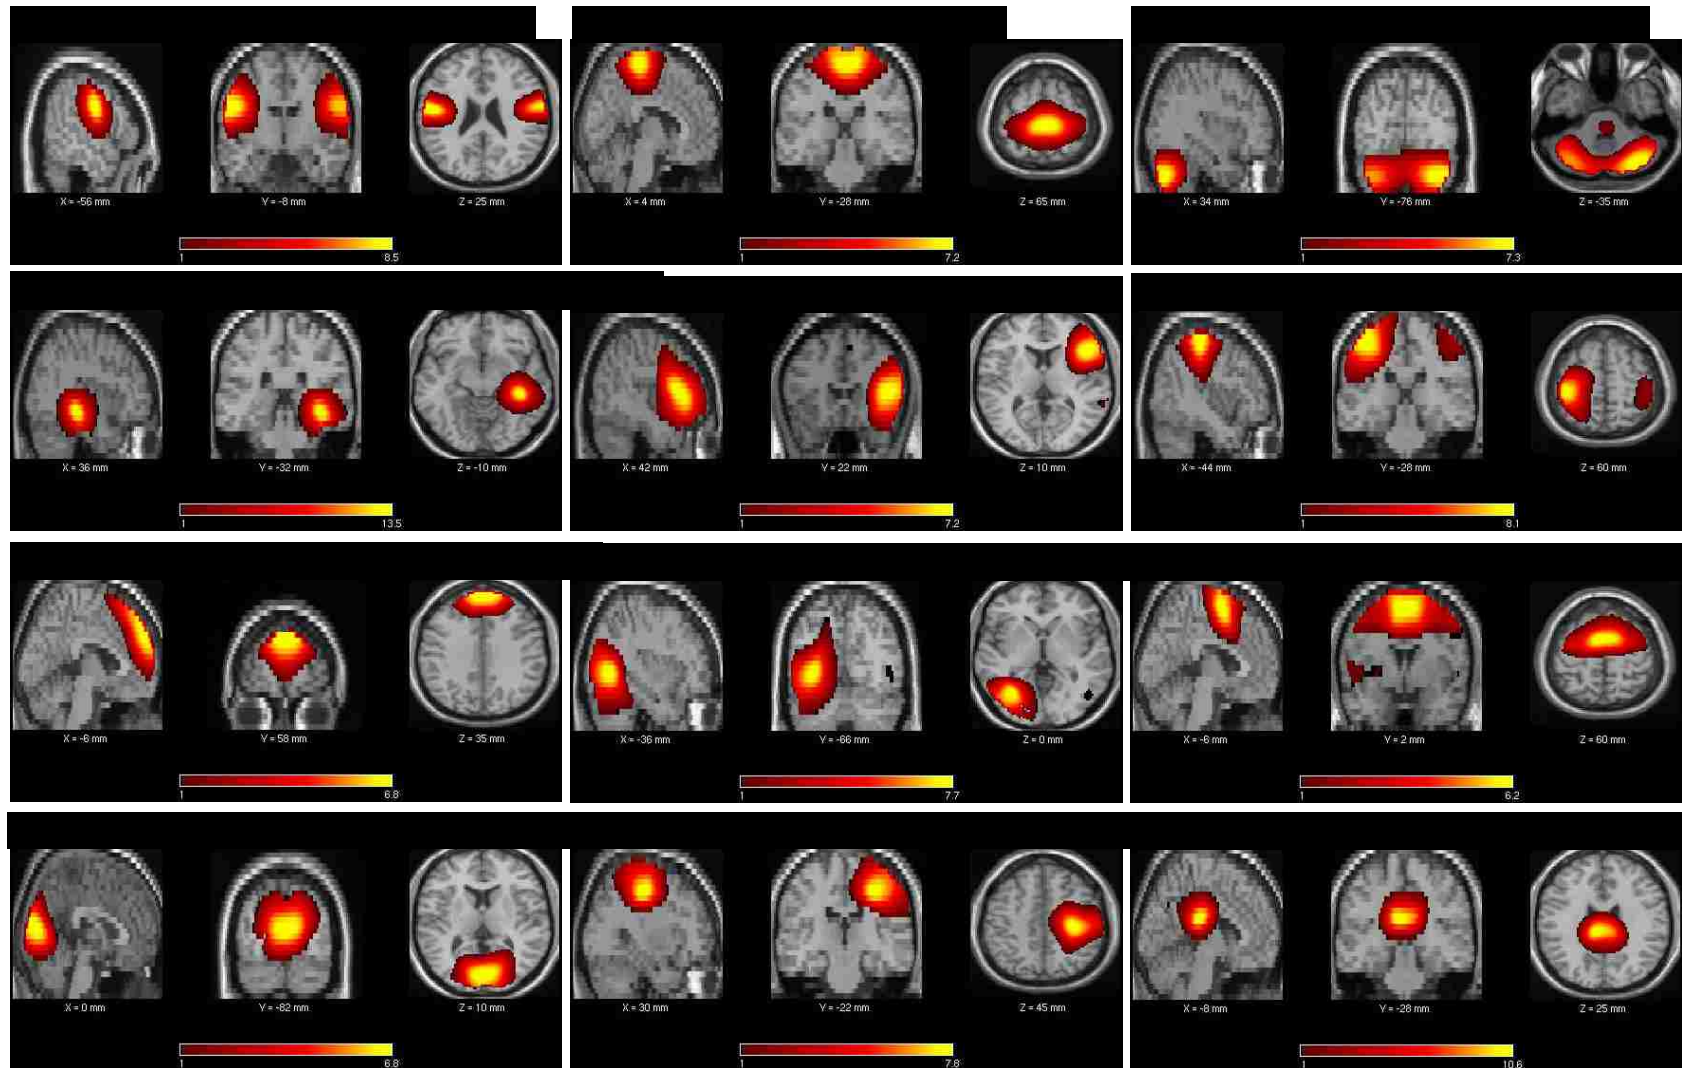 X = -56 mm Y = -8 mm Z = 25 mm
1 8.5
X = 4 mm Y = -28 mm Z = 65 mm
1 7.2
X = 34 mm Y = -76 mm Z = -35 mm
1 7.3
X = 36 mm Y = -32 mm Z = -10 mm
1 13.5
X = 42 mm Y = 22 mm Z = 10 mm
1 7.2
X = -44 mm Y = -28 mm Z = 60 mm
1 8.1
X = -6 mm Y = 58 mm Z = 35 mm
1 6.8
X = -36 mm Y = -66 mm Z = 0 mm
1 7.7
X = -6 mm Y = 2 mm Z = 60 mm
1 6.2
X = 0 mm Y = -82 mm Z = 10 mm
1 6.8
X = 30 mm Y = -22 mm Z = 45 mm
1 7.8
X = -8 mm Y = -28 mm Z = 25 mm
1 10.6